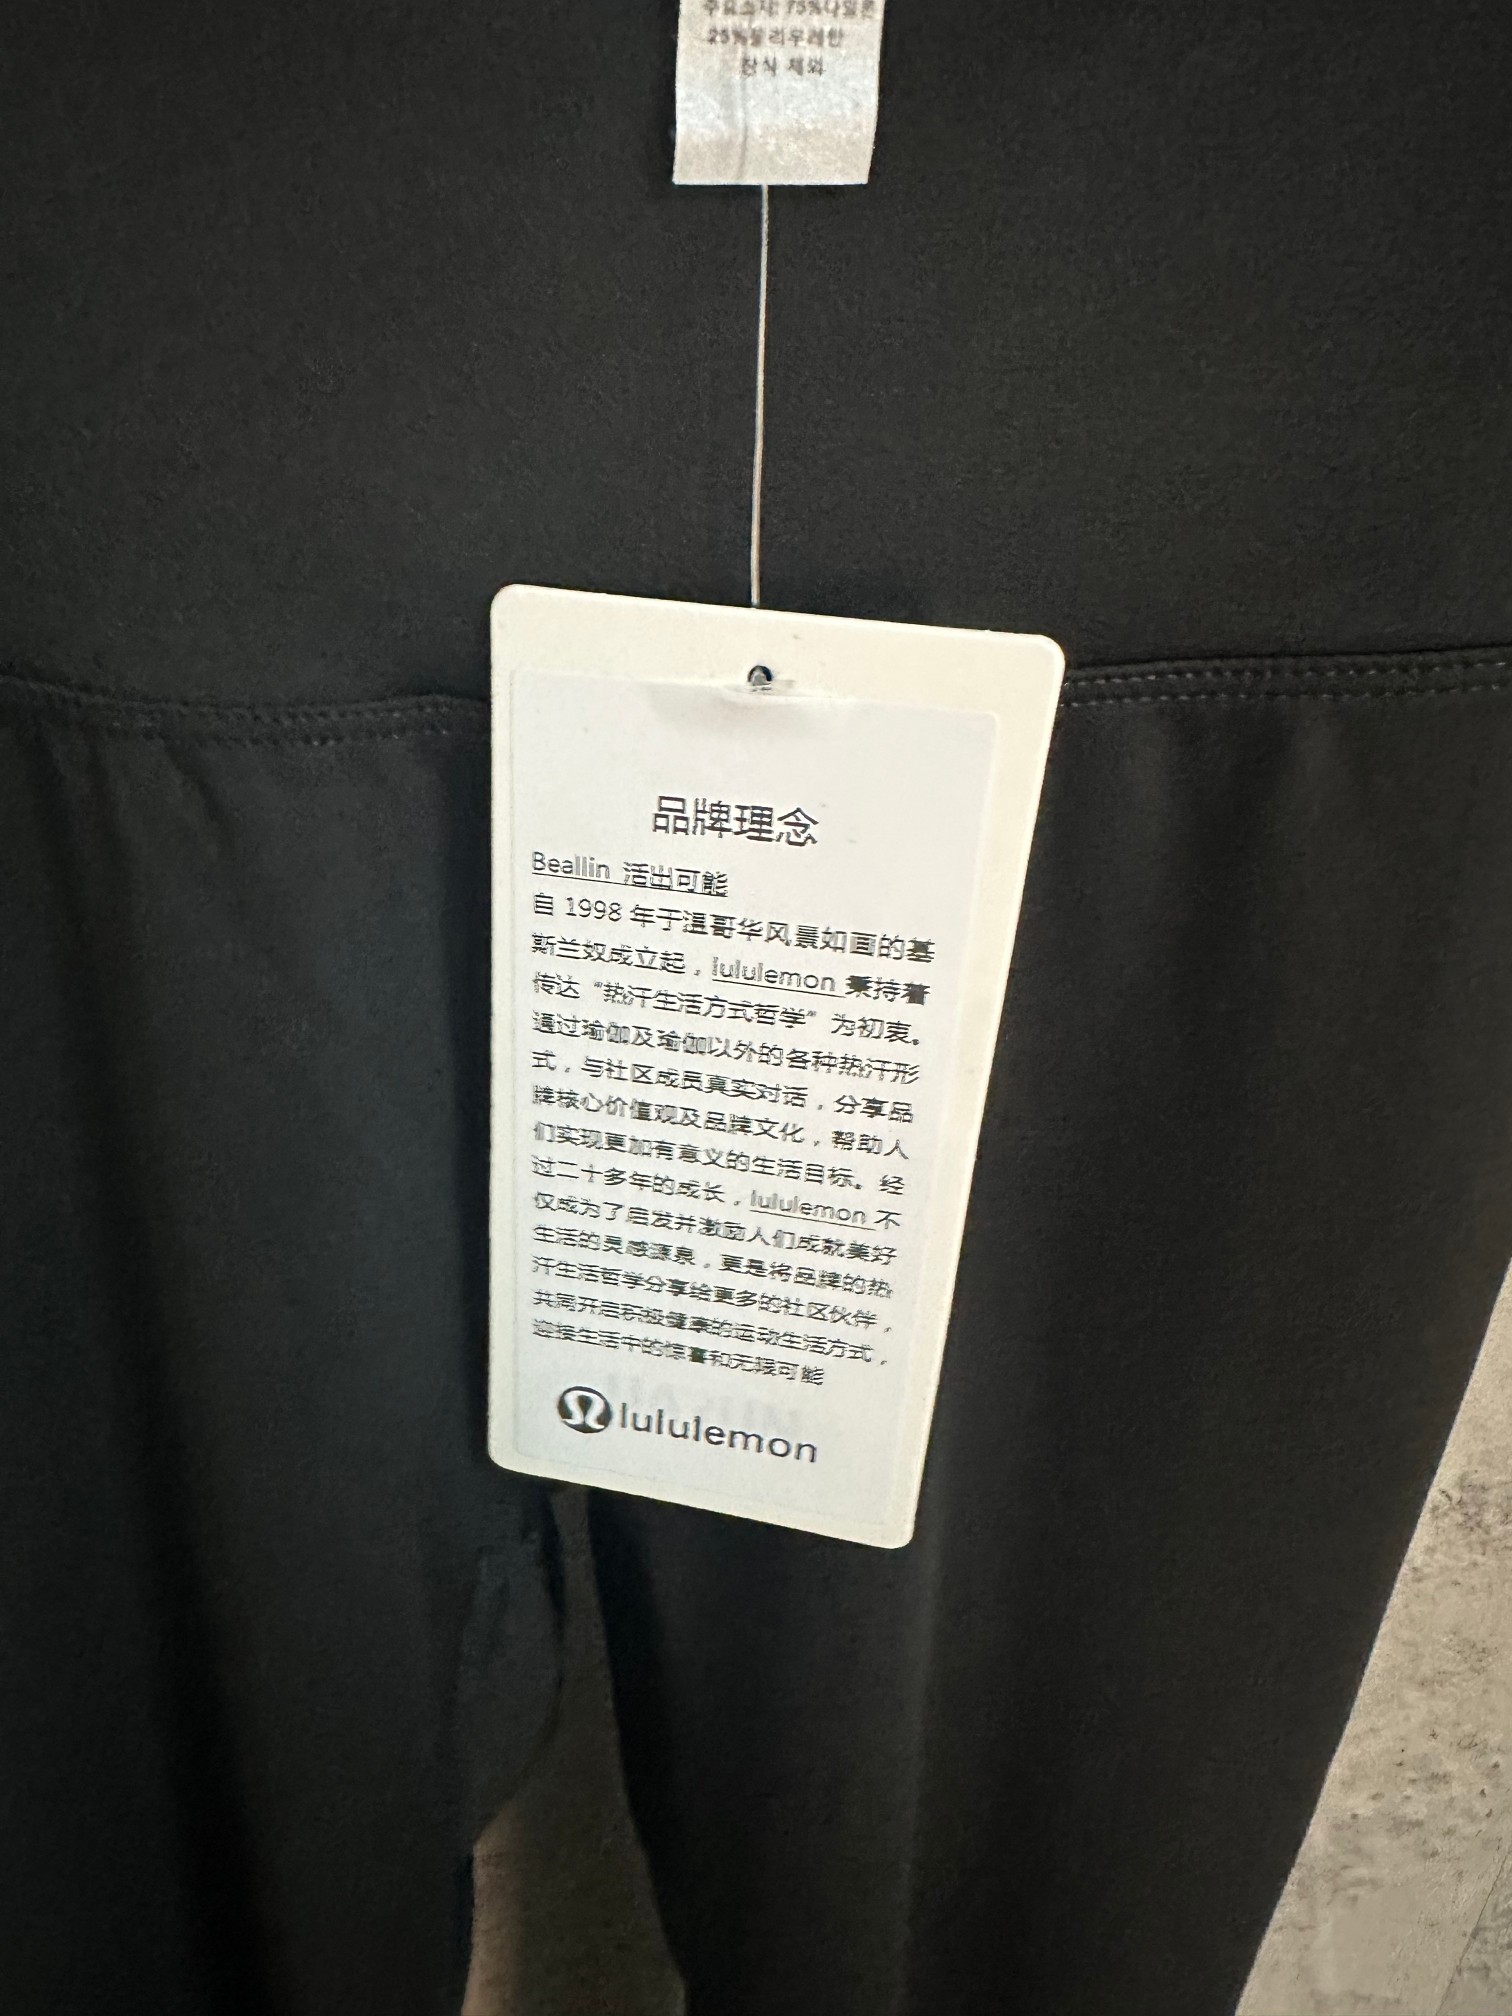 주요소재: 75%나일론
25%폴리우레탄
장식 제외
品牌理念
Beallin 活出可能
自 1998 年于温哥华风景如画的基
斯兰奴成立起，lululemon 秉持着
传达“热汗生活方式哲学”为初衷。
通过瑜伽及瑜伽以外的各种热汗形
式，与社区成员真实对话，分享品
牌核心价值观及品牌文化，帮助人
们实现更加有意义的生活目标。经
过二十多年的成长，lululemon 不
仅成为了启发并激励人们成就美好
生活的灵感源泉，更是将品牌的热
汗生活哲学分享给更多的社区伙伴，
共同开启积极健康的运动生活方式，
迎接生活中的惊喜和无限可能
lululemon